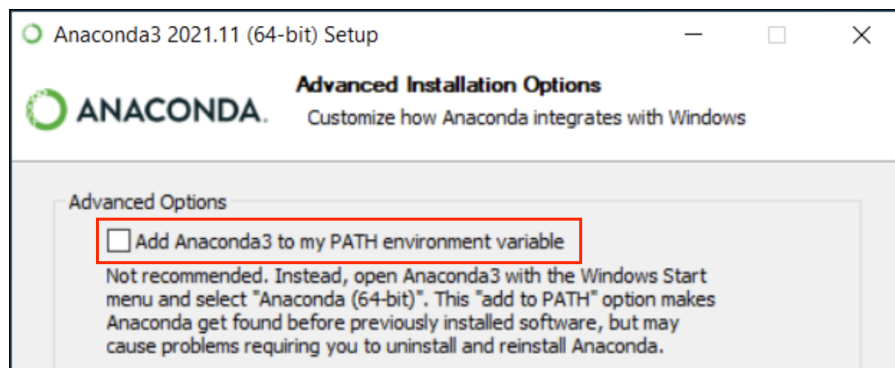 Anaconda3 2021.11 (64-bit) Setup
ANACONDA.
Advanced Installation Options
Customize how Anaconda integrates with Windows
Advanced Options
Add Anaconda3 to my PATH environment variable
Not recommended. Instead, open Anaconda3 with the Windows Start
menu and select "Anaconda (64-bit)". This "add to PATH" option makes
Anaconda get found before previously installed software, but may
cause problems requiring you to uninstall and reinstall Anaconda.